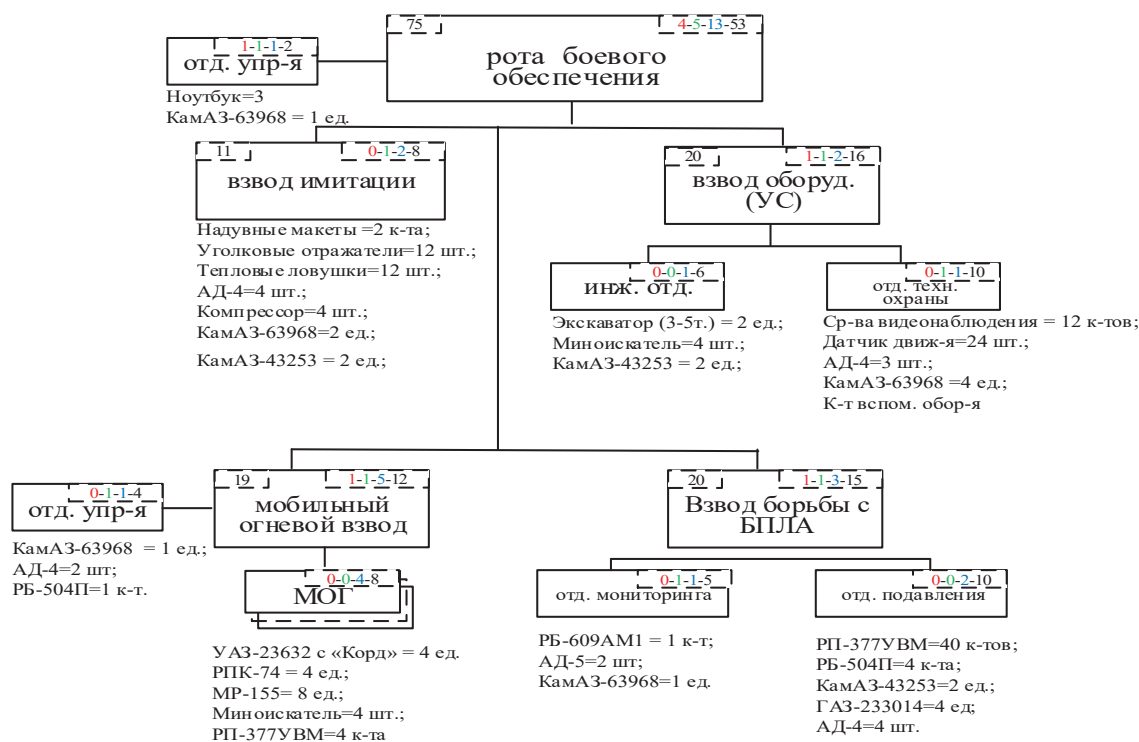 75
4-5-13-53
рота боевого
обеспечения
1-1-1-2
отд. упр-я
Ноутбук=3
КамАЗ-63968 = 1 ед.
11
0-1-2-8
взвод имитации
Надувные макеты =2 к-та;
Уголковые отражатели=12 шт.;
Тепловые ловушки=12 шт.;
АД-4=4 шт.;
Компрессор=4 шт.;
КамАЗ-63968=2 ед.;
КамАЗ-43253 = 2 ед.;
20
1-1-2-16
взвод оборуд.
(УС)
0-0-1-6
инж. отд.
Экскаватор (3-5т.) = 2 ед.;
Миноискатель=4 шт.;
КамАЗ-43253 = 2 ед.;
0-1-1-10
отд. техн.
охраны
Ср-ва видеонаблюдения = 12 к-тов;
Датчик движ-я=24 шт.;
АД-4=3 шт.;
КамАЗ-63968 =4 ед.;
К-т вспом. обор-я
0-1-1-4
отд. упр-я
КамАЗ-63968 = 1 ед.;
АД-4=2 шт;
РБ-504П=1 к-т.
19
1-1-5-12
мобильный
огневой взвод
0-0-4-8
МОГ
УАЗ-23632 с «Корд» = 4 ед.
РПК-74 = 4 ед.;
МР-155= 8 ед.;
Миноискатель=4 шт.;
РП-377УВМ=4 к-та
20
1-1-3-15
Взвод борьбы с
БПЛА
0-1-1-5
отд. мониторинга
РБ-609АМ1 = 1 к-т;
АД-5=2 шт;
КамАЗ-63968=1 ед.
0-0-2-10
отд. подавления
РП-377УВМ=40 к-тов;
РБ-504П=4 к-та;
КамАЗ-43253=2 ед.;
ГАЗ-233014=4 ед;
АД-4=4 шт.